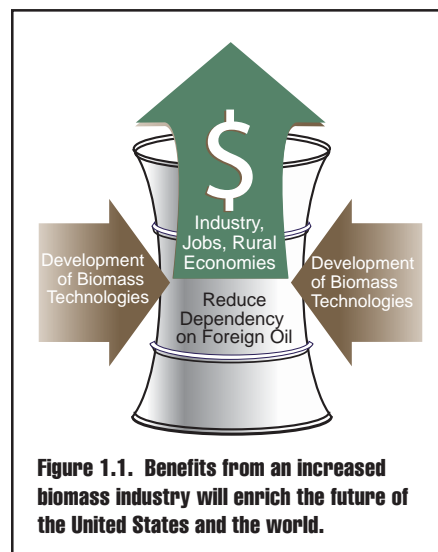 $
Industry,
Jobs, Rural
Economies
Development
of Biomass
Technologies
Development
of Biomass
Technologies
Reduce
Dependency
on Foreign Oil
Figure 1.1. Benefits from an increased
biomass industry will enrich the future of
the United States and the world.